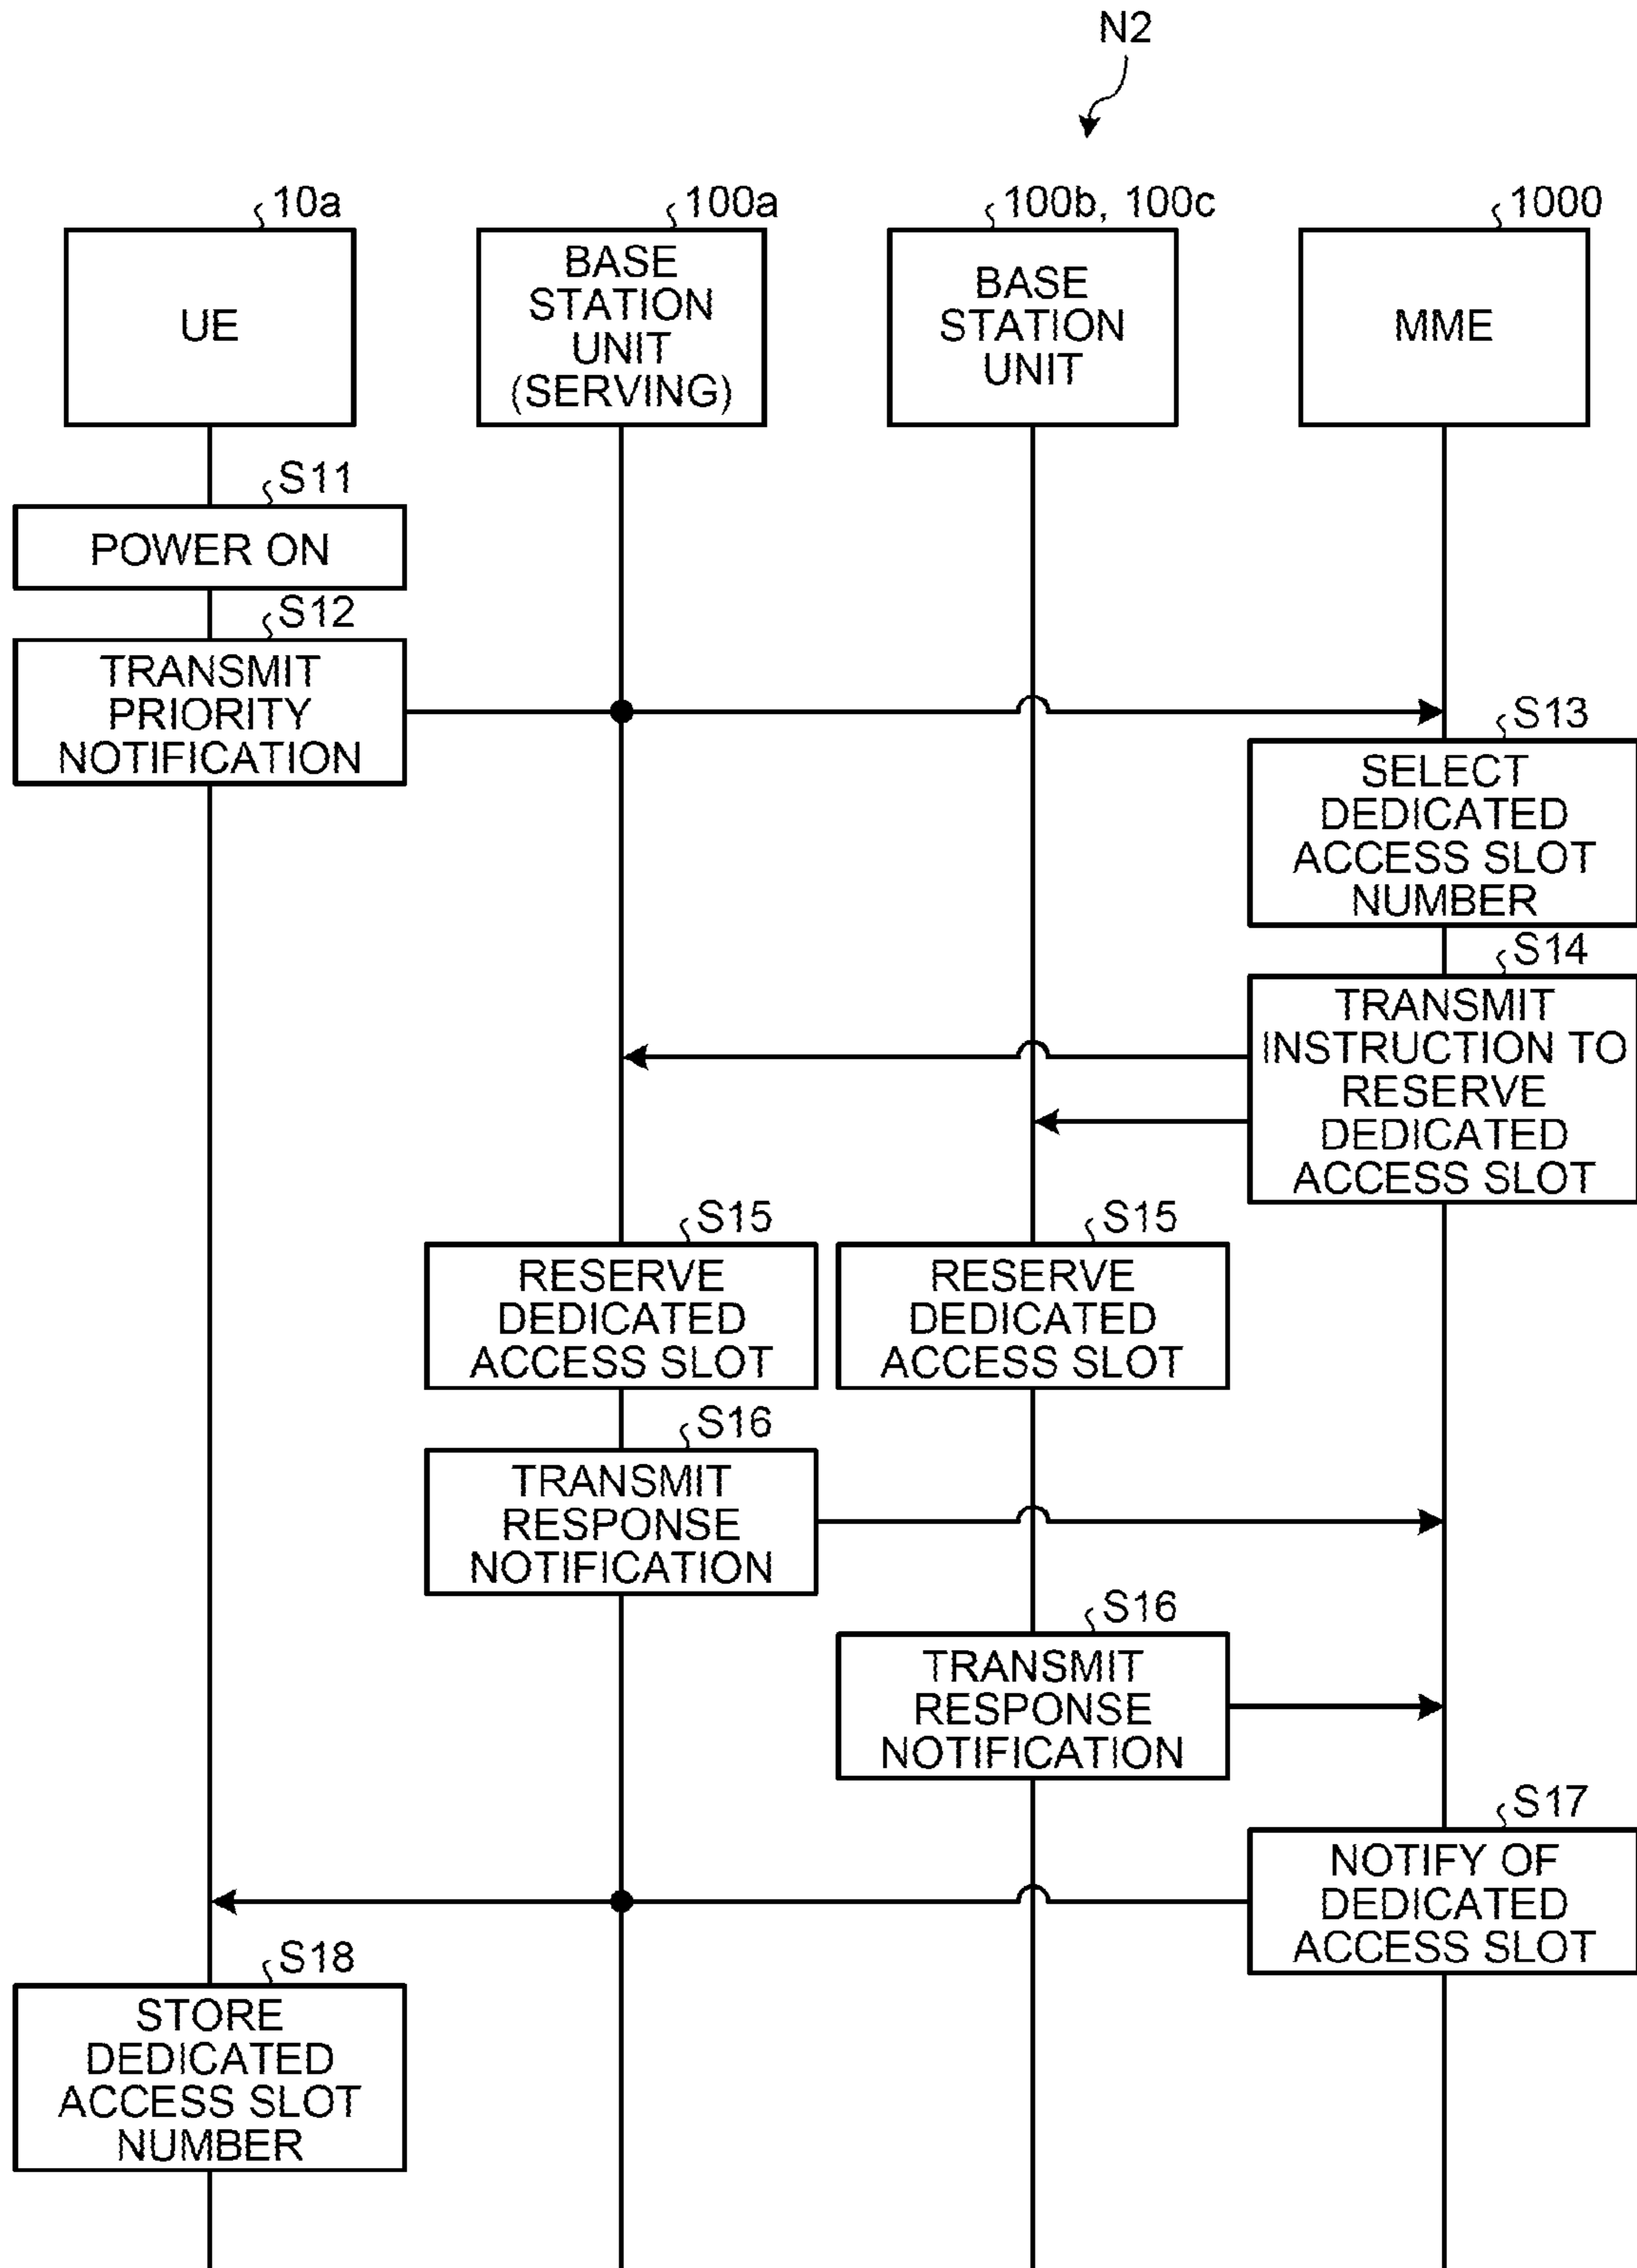 N2
10a
100a
100b, 100c
1000
UE
BASE
STATION
UNIT
(SERVING)
BASE
STATION
UNIT
MME
S11
POWER ON
S12
TRANSMIT
PRIORITY
NOTIFICATION
S13
SELECT
DEDICATED
ACCESS SLOT
NUMBER
S14
TRANSMIT
INSTRUCTION TO
RESERVE
DEDICATED
ACCESS SLOT
S15
RESERVE
DEDICATED
ACCESS SLOT
S15
RESERVE
DEDICATED
ACCESS SLOT
S16
TRANSMIT
RESPONSE
NOTIFICATION
S16
TRANSMIT
RESPONSE
NOTIFICATION
S17
NOTIFY OF
DEDICATED
ACCESS SLOT
S18
STORE
DEDICATED
ACCESS SLOT
NUMBER